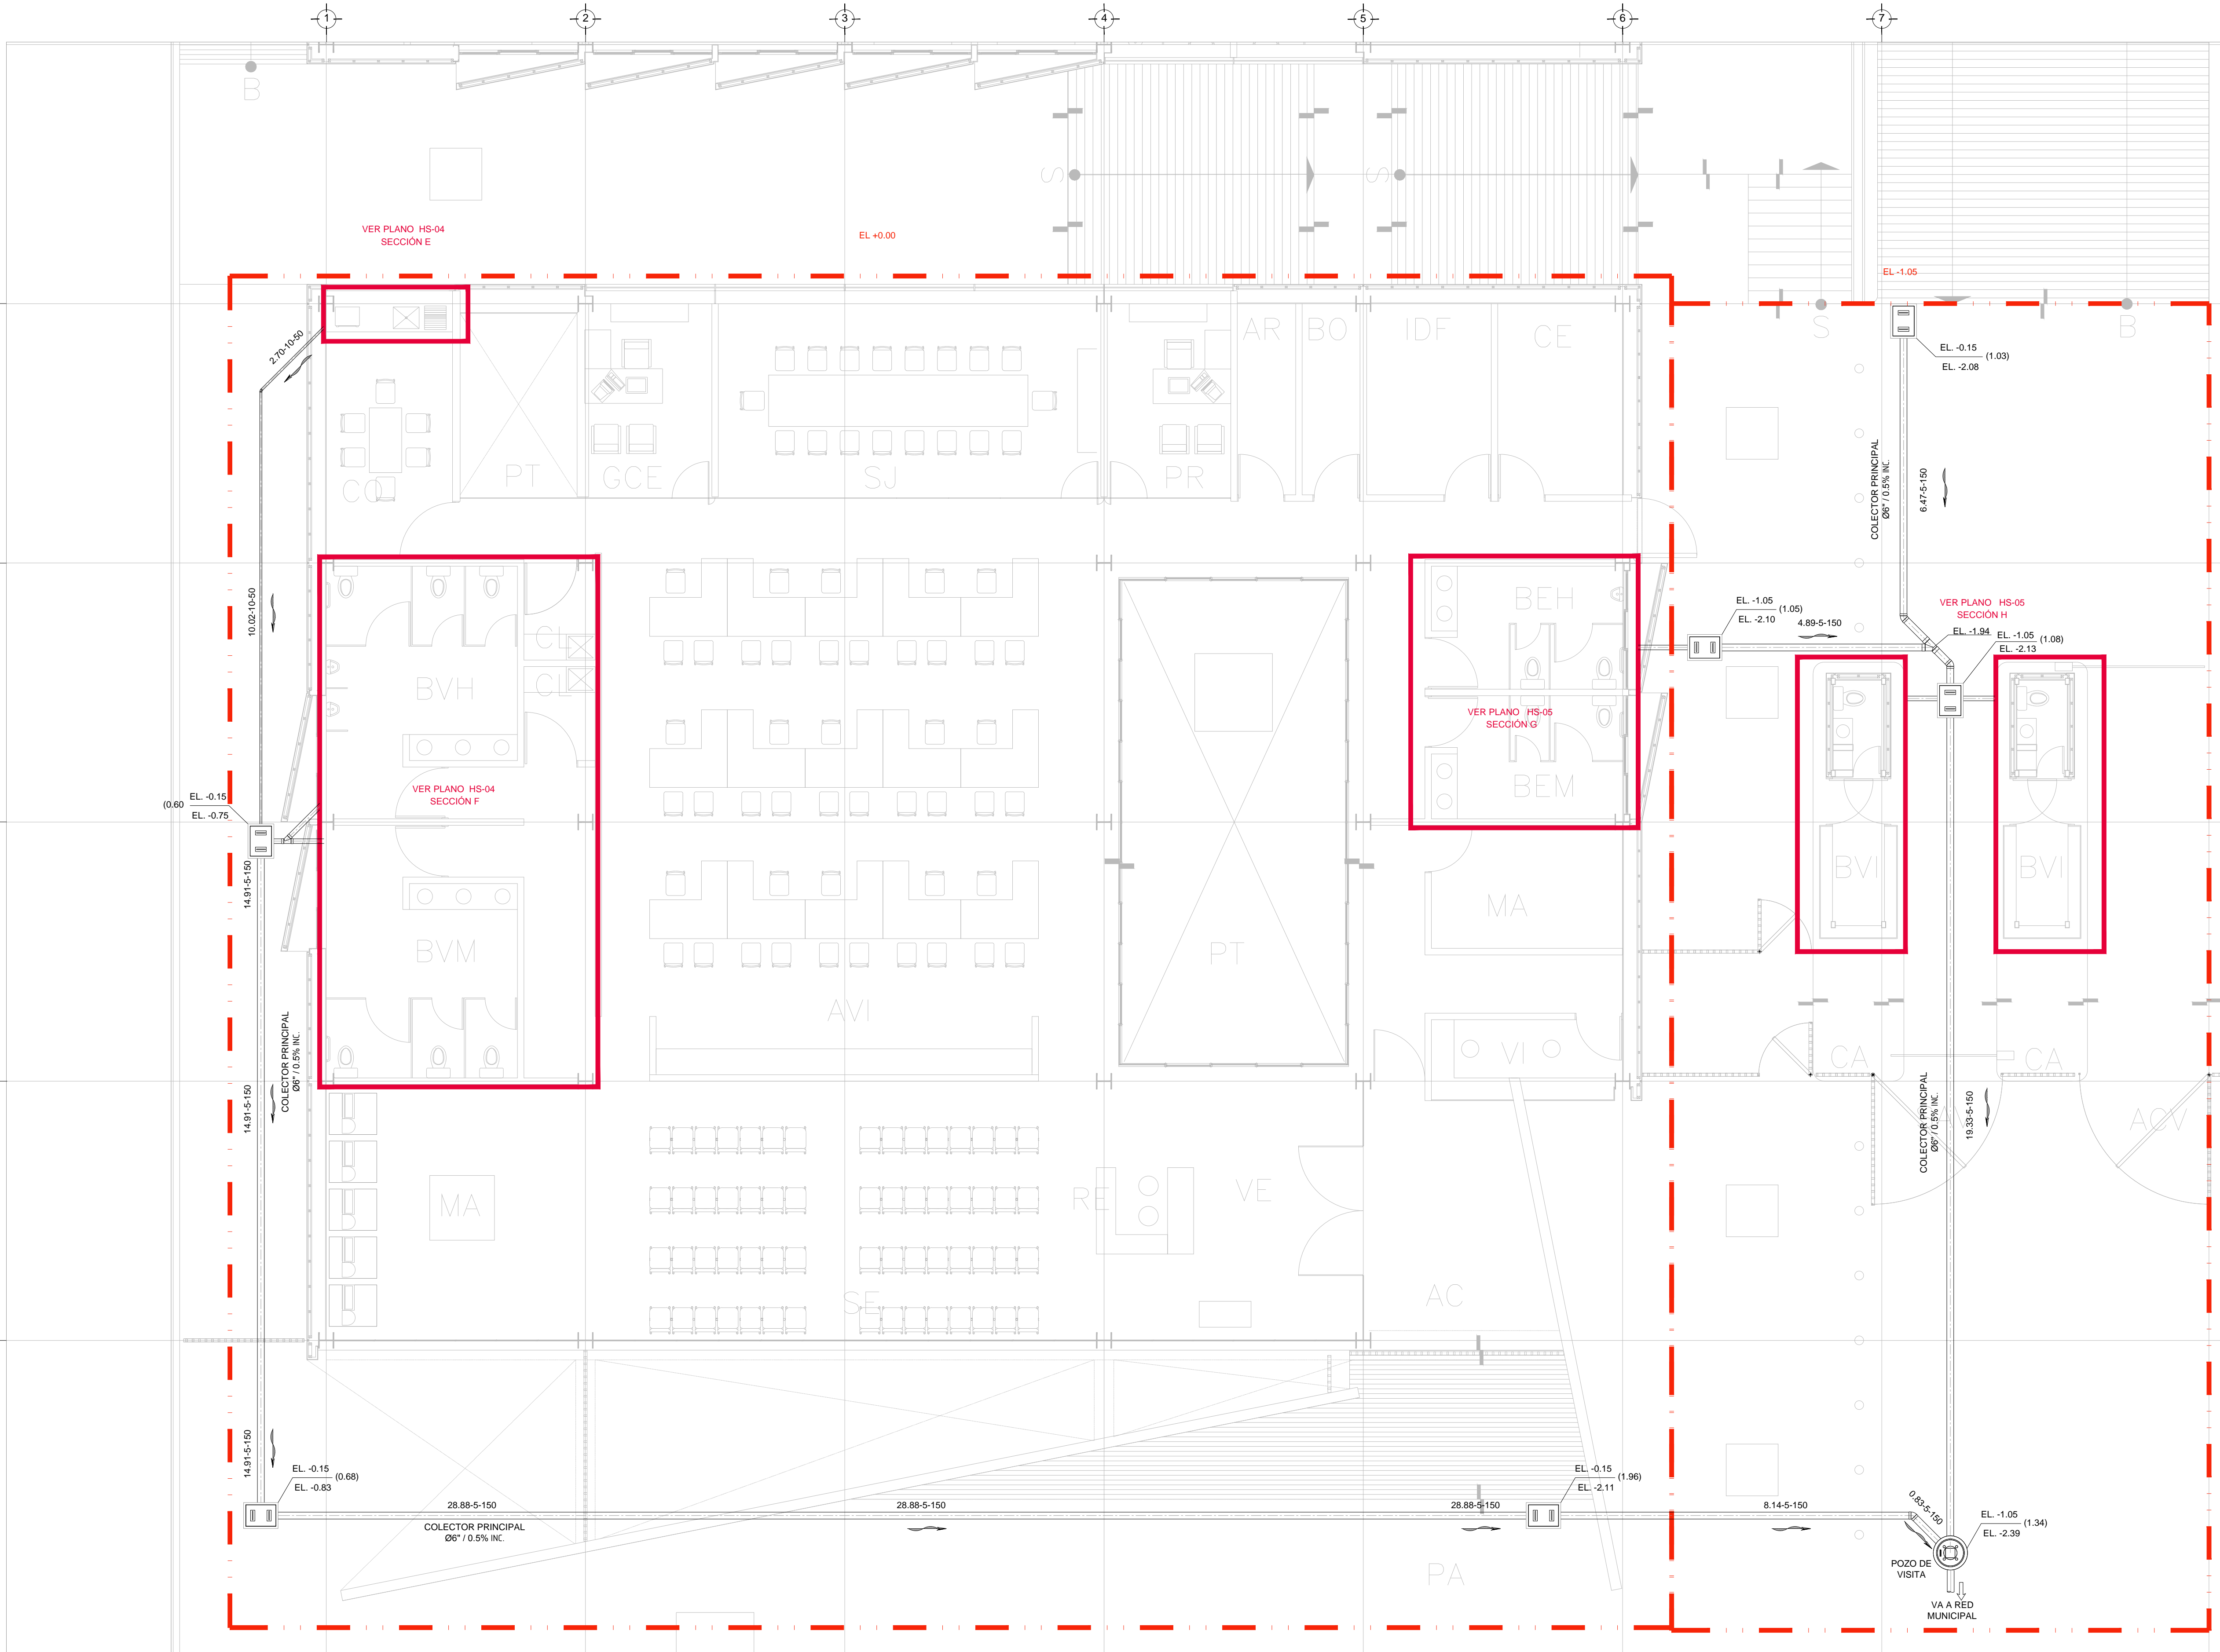 1
2
3
4
5
6
7
B
S
S
VER PLANO HS-04
SECCIÓN E
EL +0.00
EL -1.05
S
B
2.70-10-50
AR
BO
IDF
CE
EL. -0.15
(1.03)
EL. -2.08
CO
PT
GCE
SJ
PR
COLECTOR PRINCIPAL
Ø6" / 0.5% INC.
6.47-5-150
10.02-10-50
CL
CL
BVH
BEH
EL. -1.05
(1.05)
EL. -2.10
4.89-5-150
VER PLANO HS-05
SECCIÓN H
EL. -1.94
EL. -1.05
(1.08)
EL. -2.13
VER PLANO HS-05
SECCIÓN G
BEM
VER PLANO HS-04
SECCIÓN F
EL. -0.15
(0.60
EL. -0.75
14.91-5-150
BVI
BVI
MA
BVM
PT
AVI
VI
CA
CA
COLECTOR PRINCIPAL
Ø6" / 0.5% INC.
14.91-5-150
COLECTOR PRINCIPAL
Ø6" / 0.5% INC.
19.33-5-150
ACV
MA
RE
VE
SE
AC
14.91-5-150
EL. -0.15
(0.68)
EL. -0.83
EL. -0.15
(1.96)
EL. -2.11
28.88-5-150
28.88-5-150
28.88-5-150
8.14-5-150
0.83-5-150
COLECTOR PRINCIPAL
Ø6" / 0.5% INC.
EL. -1.05
(1.34)
EL. -2.39
POZO DE
VISITA
PA
VA A RED
MUNICIPAL